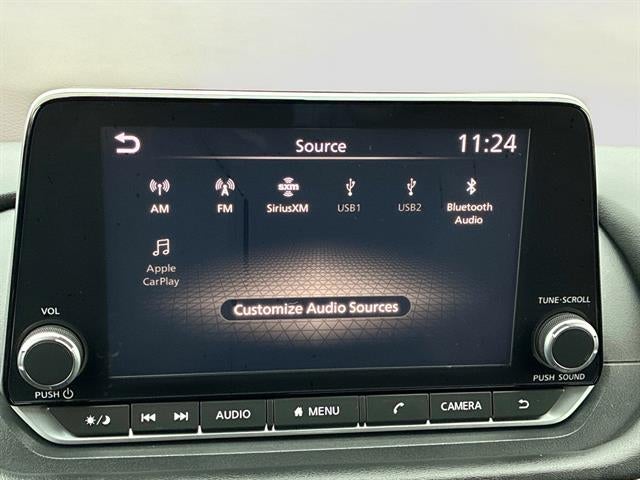 Source 11:24
AM FM SiriusXM USB1 USB2 Bluetooth
Audio
sxm
Apple
CarPlay
Customize Audio Sources
VOL
TUNE·SCROLL
PUSH
PUSH SOUND
AUDIO MENU CAMERA